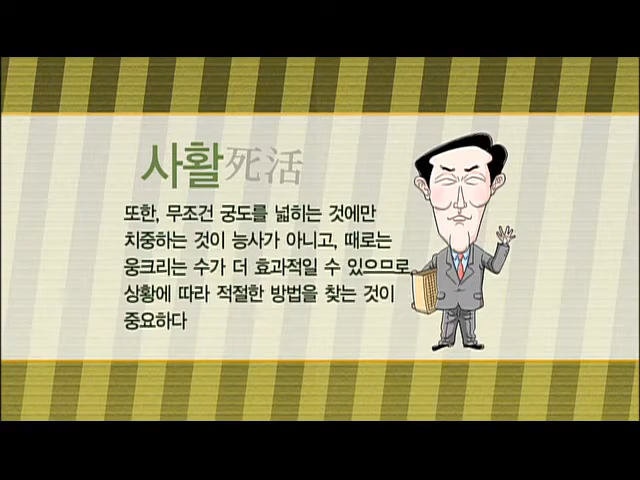 사활死活
또한, 무조건 궁도를 넓히는 것에만
치중하는 것이 능사가 아니고, 때로는
웅크리는 수가 더 효과적일 수 있으므로
상황에 따라 적절한 방법을 찾는 것이
중요하다